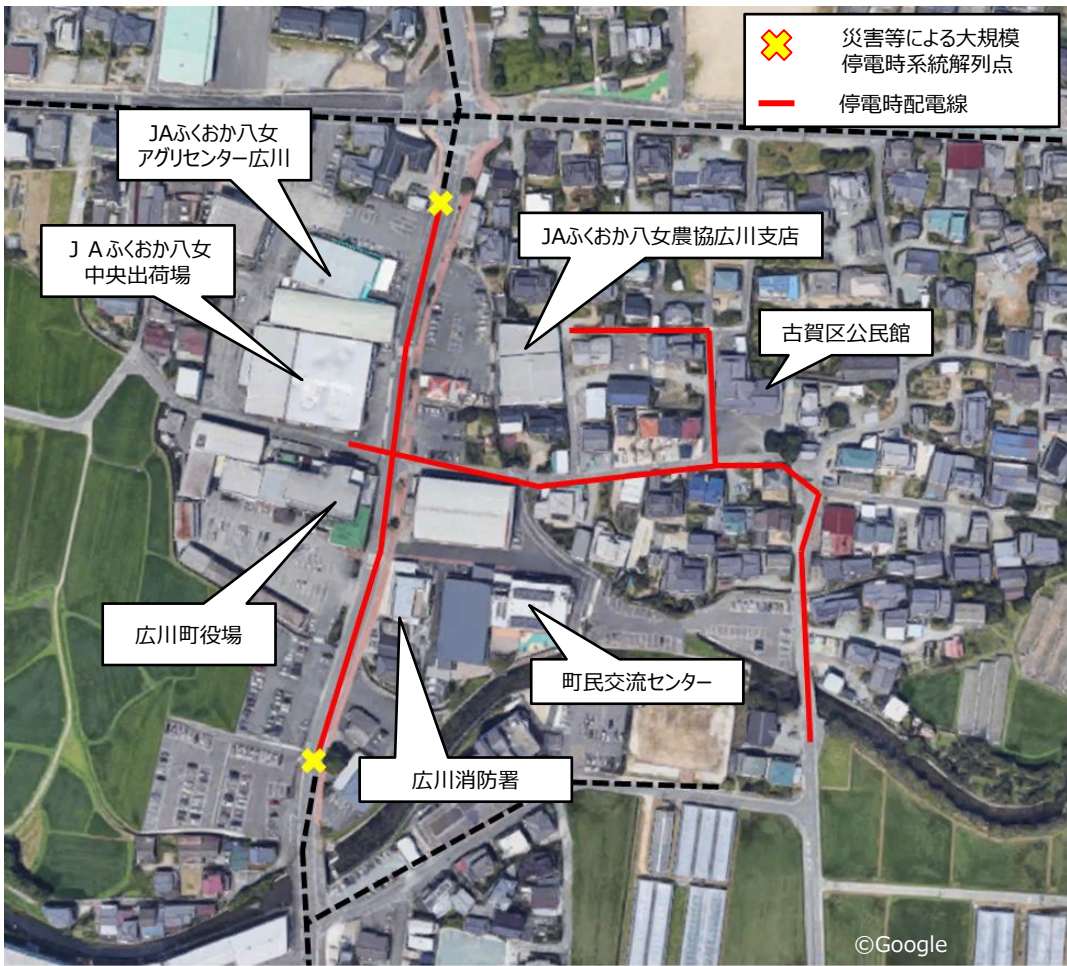 災害等による大規模
停電時系統解列点
停電時配電線
JAふくおか八女
アグリセンター広川
JAふくおか八女農協広川支店
J Aふくおか八女
中央出荷場
古賀区公民館
広川町役場
町民交流センター
広川消防署
©Google